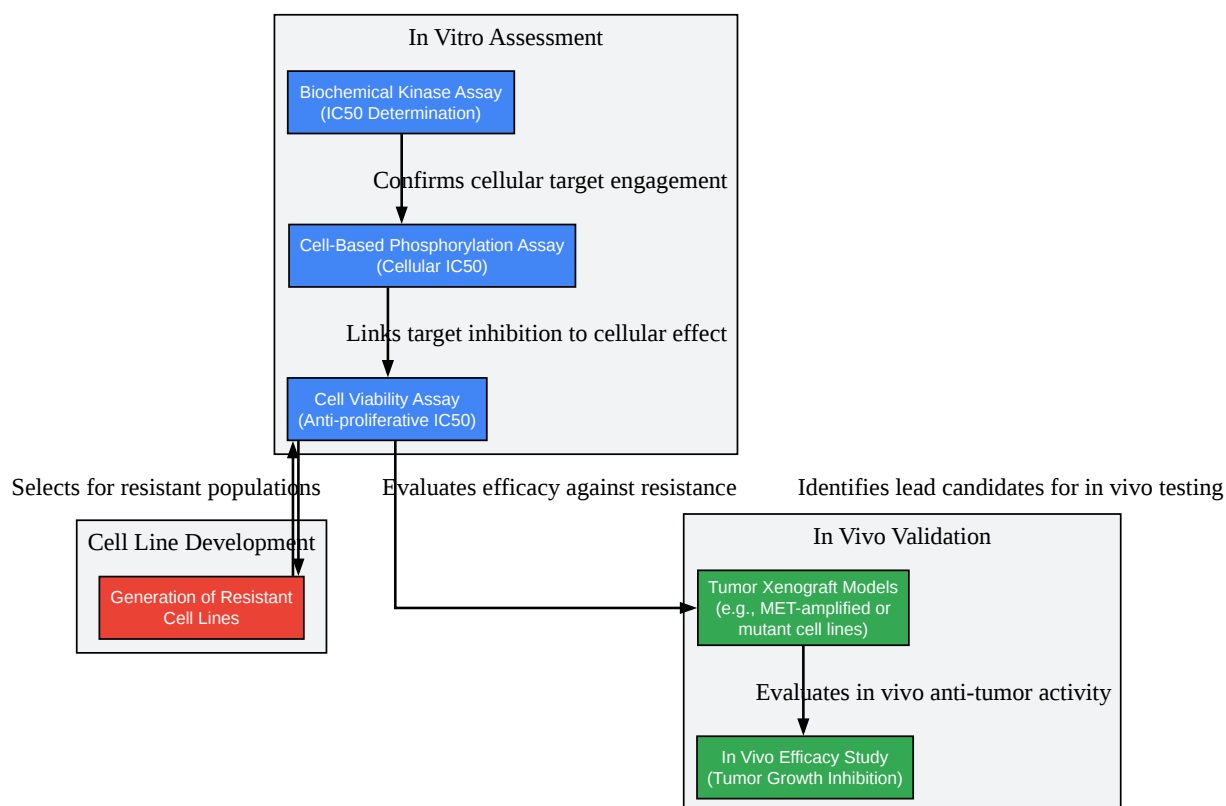 In Vitro Assessment
Biochemical Kinase Assay
(IC50 Determination)
Confirms cellular target engagement
Cell-Based Phosphorylation Assay
(Cellular IC50)
Links target inhibition to cellular effect
Cell Viability Assay
(Anti-proliferative IC50)
Selects for resistant populations
Evaluates efficacy against resistance
Identifies lead candidates for in vivo testing
Cell Line Development
Generation of Resistant
Cell Lines
In Vivo Validation
Tumor Xenograft Models
(e.g., MET-amplified or
mutant cell lines)
Evaluates in vivo anti-tumor activity
In Vivo Efficacy Study
(Tumor Growth Inhibition)